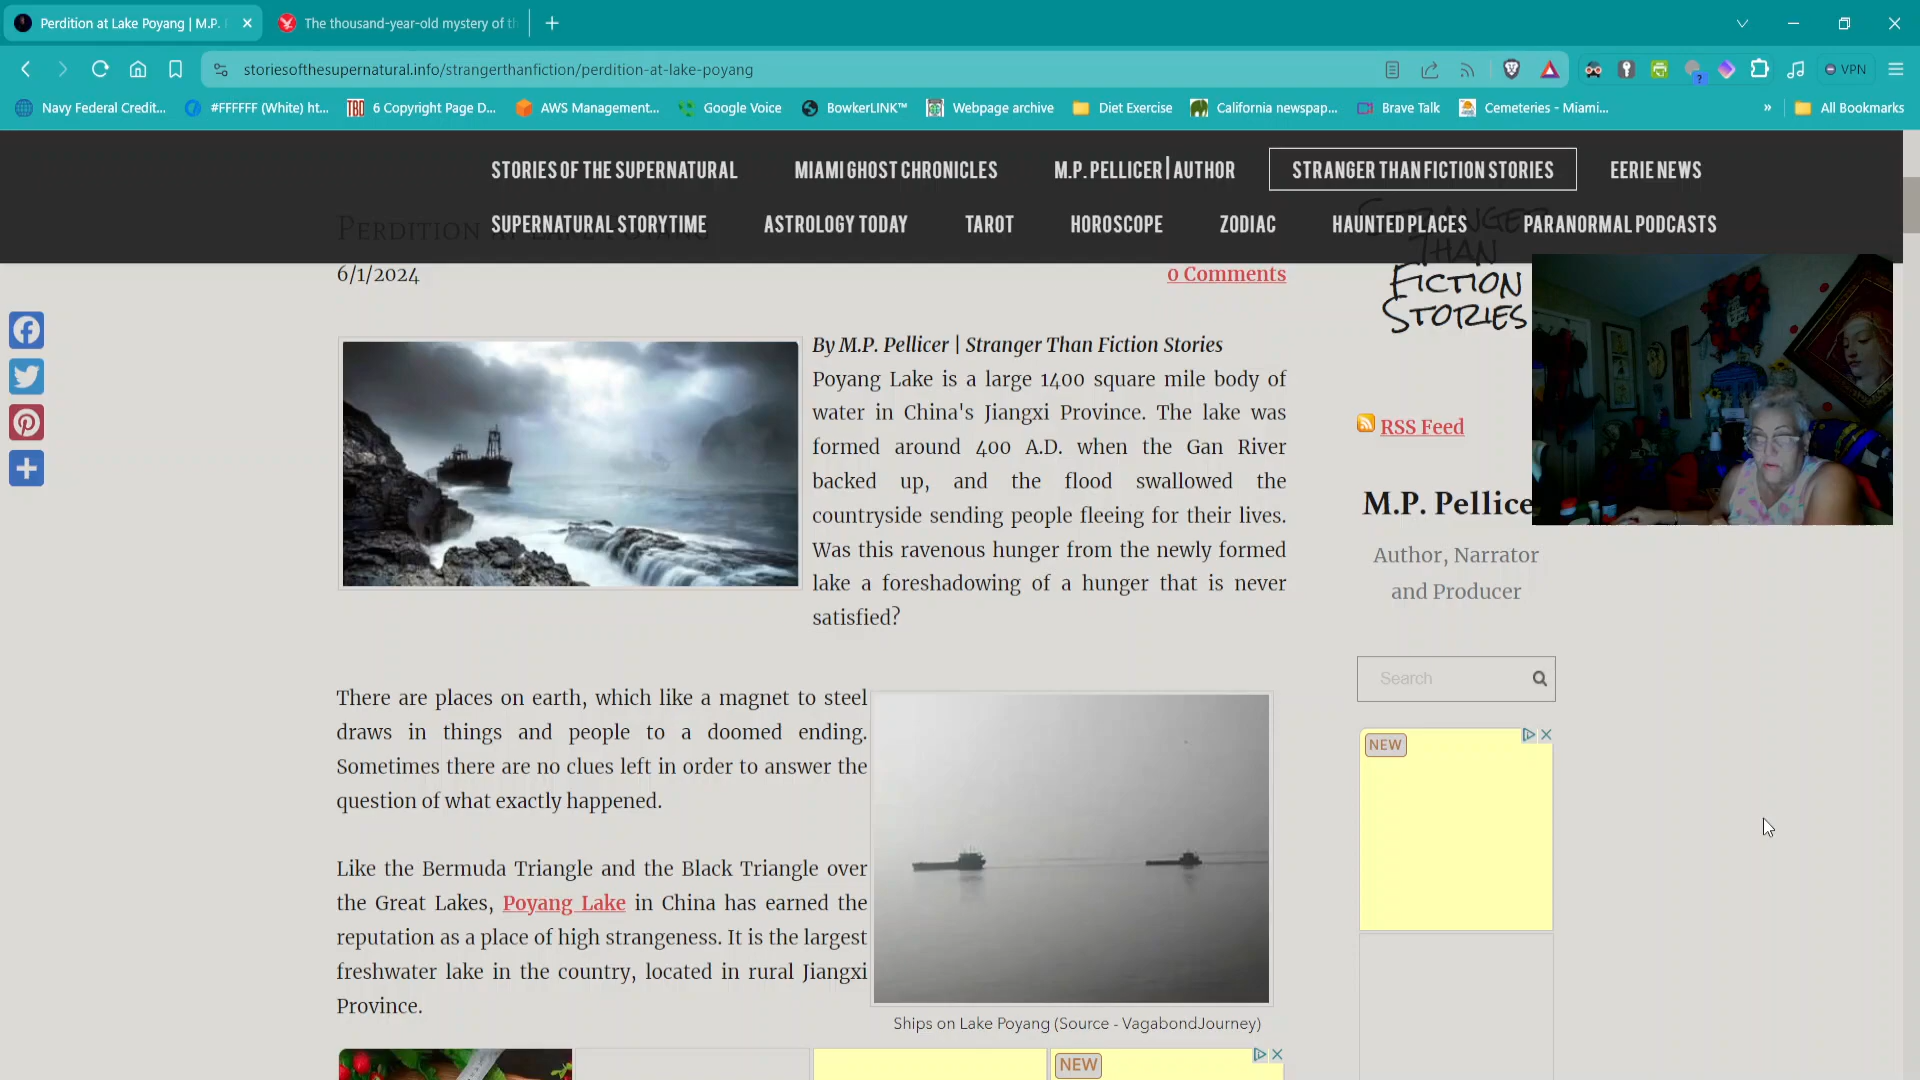 Perdition at Lake Poyang | M.P.
The thousand-year-old mystery of th
storiesofthesupernatural.info/strangerthanfiction/perdition-at-lake-poyang
VPN
Navy Federal Credit...
#FFFFFF (White) ht...
TBD
6 Copyright Page D...
AWS Management...
Google Voice
BowkerLINK™
Webpage archive
Diet Exercise
California newspap...
Brave Talk
Cemeteries - Miami...
»
All Bookmarks
STORIES OF THE SUPERNATURAL
MIAMI GHOST CHRONICLES
M.P. PELLICER | AUTHOR
STRANGER THAN FICTION STORIES
EERIE NEWS
SUPERNATURAL STORYTIME
ASTROLOGY TODAY
TAROT
HOROSCOPE
ZODIAC
HAUNTED PLACES
PARANORMAL PODCASTS
Perdition at Lake Poyang
6/1/2024
0 Comments
Stranger
Than
Fiction
Stories
By M.P. Pellicer | Stranger Than Fiction Stories
Poyang Lake is a large 1400 square mile body of
water in China's Jiangxi Province. The lake was
formed around 400 A.D. when the Gan River
backed up, and the flood swallowed the
countryside sending people fleeing for their lives.
Was this ravenous hunger from the newly formed
lake a foreshadowing of a hunger that is never
satisfied?
RSS Feed
M.P. Pellice
Author, Narrator
and Producer
Search
NEW
There are places on earth, which like a magnet to steel
draws in things and people to a doomed ending.
Sometimes there are no clues left in order to answer the
question of what exactly happened.
Like the Bermuda Triangle and the Black Triangle over
the Great Lakes, Poyang Lake in China has earned the
reputation as a place of high strangeness. It is the largest
freshwater lake in the country, located in rural Jiangxi
Province.
Ships on Lake Poyang (Source - VagabondJourney)
NEW